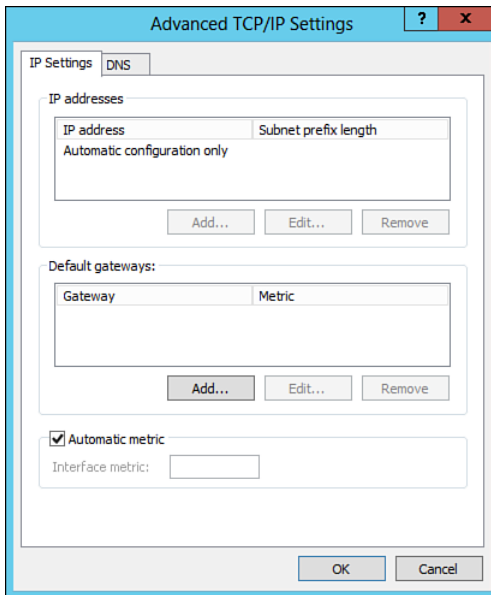 Advanced TCP/IP Settings ? x
IP Settings DNS
IP addresses
IP address Subnet prefix length
Automatic configuration only
Add... Edit... Remove
Default gateways:
Gateway Metric
Add... Edit... Remove
Automatic metric
Interface metric:
OK Cancel